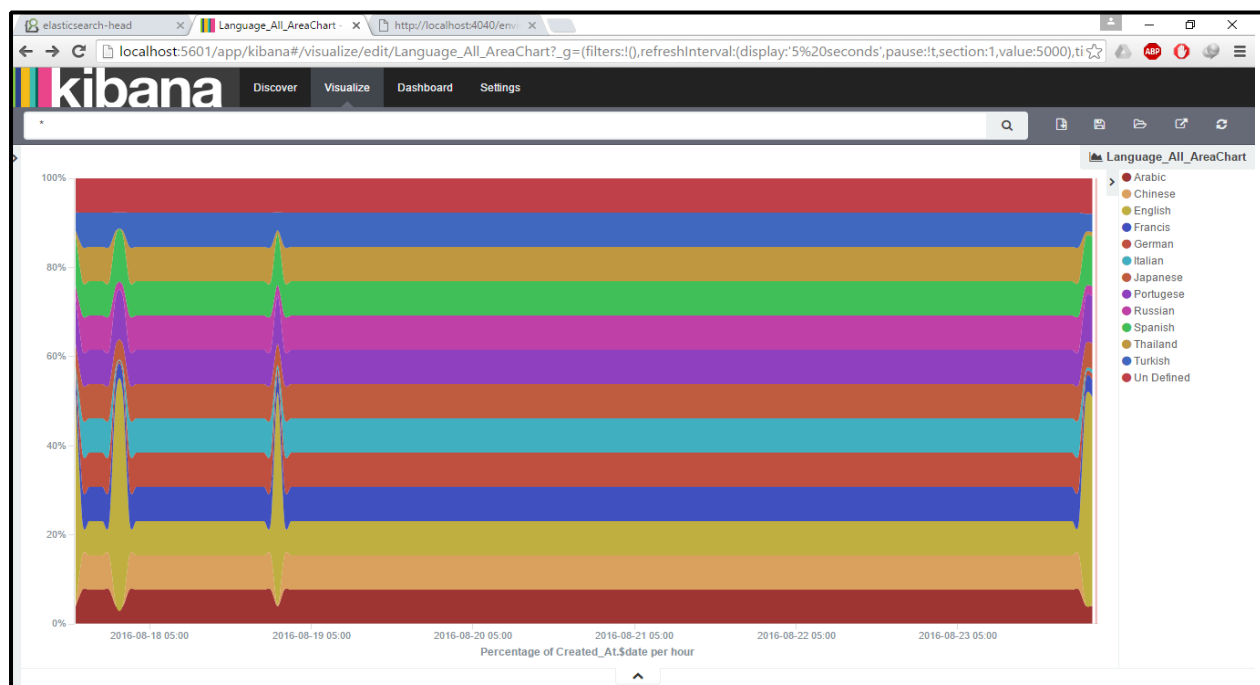 elasticsearch-head
Language_All_AreaChart -
http://localhost:4040/env
localhost:5601/app/kibana#/visualize/edit/Language_All_AreaChart?_g=(filters:!(),refreshInterval:(display:'5%20seconds',pause:!t,section:1,value:5000),ti
ABP
kibana
Discover Visualize Dashboard Settings
*
Language_All_AreaChart
100%
80%
60%
40%
20%
0%
Arabic
Chinese
English
Francis
German
Italian
Japanese
Portugese
Russian
Spanish
Thailand
Turkish
Un Defined
2016-08-18 05:00 2016-08-19 05:00 2016-08-20 05:00 2016-08-21 05:00 2016-08-22 05:00 2016-08-23 05:00
Percentage of Created_At.$date per hour